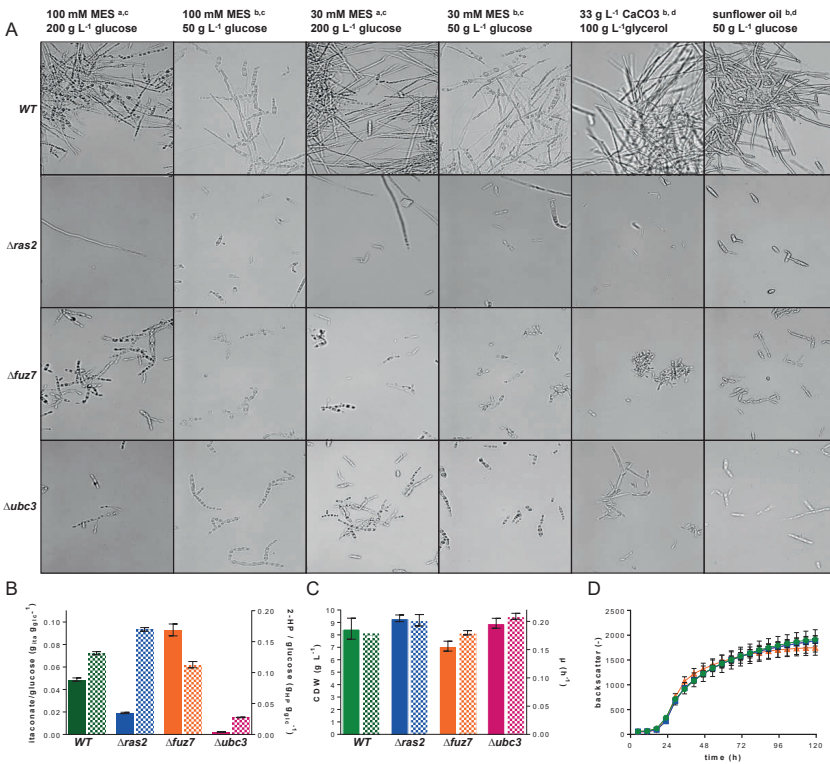 A
100 mM MES a,c
200 g L-1 glucose
100 mM MES b,c
50 g L-1 glucose
30 mM MES a,c
200 g L-1 glucose
30 mM MES b,c
50 g L-1 glucose
33 g L-1 CaCO3 b, d
100 g L-1glycerol
sunflower oil b,d
50 g L-1 glucose
WT
Δras2
Δfuz7
Δubc3
B
itaconate/glucose (gita gglc-1)
0.10
0.08
0.06
0.04
0.02
0.00
0.20
0.15
0.10
0.05
0.00
2-HP / glucose (gHP gglc-1)
WT Δras2 Δfuz7 Δubc3
C
CDW (g L-1)
10
9
8
7
6
5
4
3
2
1
0
0.20
0.15
0.10
0.05
0.00
μ (h-1)
WT Δras2 Δfuz7 Δubc3
D
backscatter (-)
2500
2000
1500
1000
500
0
0 24 48 72 96 120
time (h)